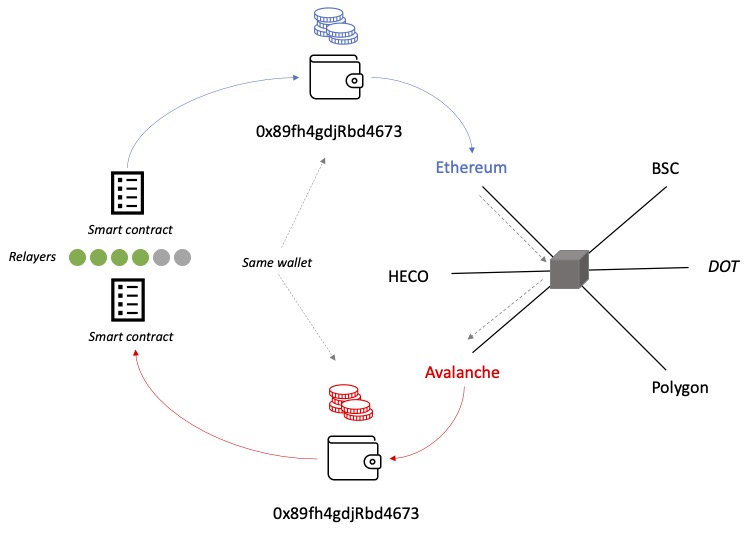 0x89fh4gdjRbd4673
Ethereum
BSC
Smart contract
Relayers
Same wallet
HECO
DOT
Smart contract
Avalanche
Polygon
0x89fh4gdjRbd4673